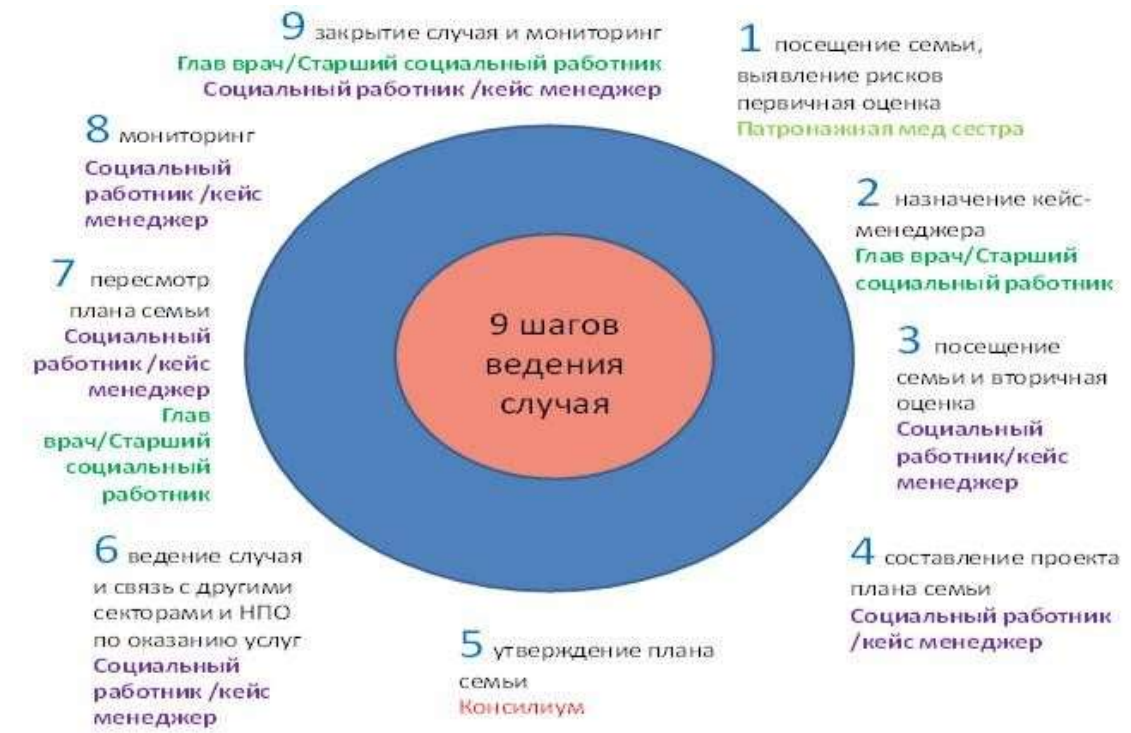 9 закрытие случая и мониторинг
Глав врач/Старший социальный работник
Социальный работник /кейс менеджер
1 посещение семьи,
выявление рисков
первичная оценка
Патронажная мед сестра
2 назначение кейс-
менеджера
Глав врач/Старший
социальный работник
3 посещение
семьи и вторичная
оценка
Социальный
работник/кейс
менеджер
4 составление проекта
плана семьи
Социальный работник
/кейс менеджер
5 утверждение плана
семьи
Консилиум
6 ведение случая
и связь с другими
секторами и НПО
по оказанию услуг
Социальный
работник /кейс
менеджер
7 пересмотр
плана семьи
Социальный
работник /кейс
менеджер
Глав
врач/Старший
социальный
работник
8 мониторинг
Социальный
работник /кейс
менеджер
9 шагов
ведения
случая